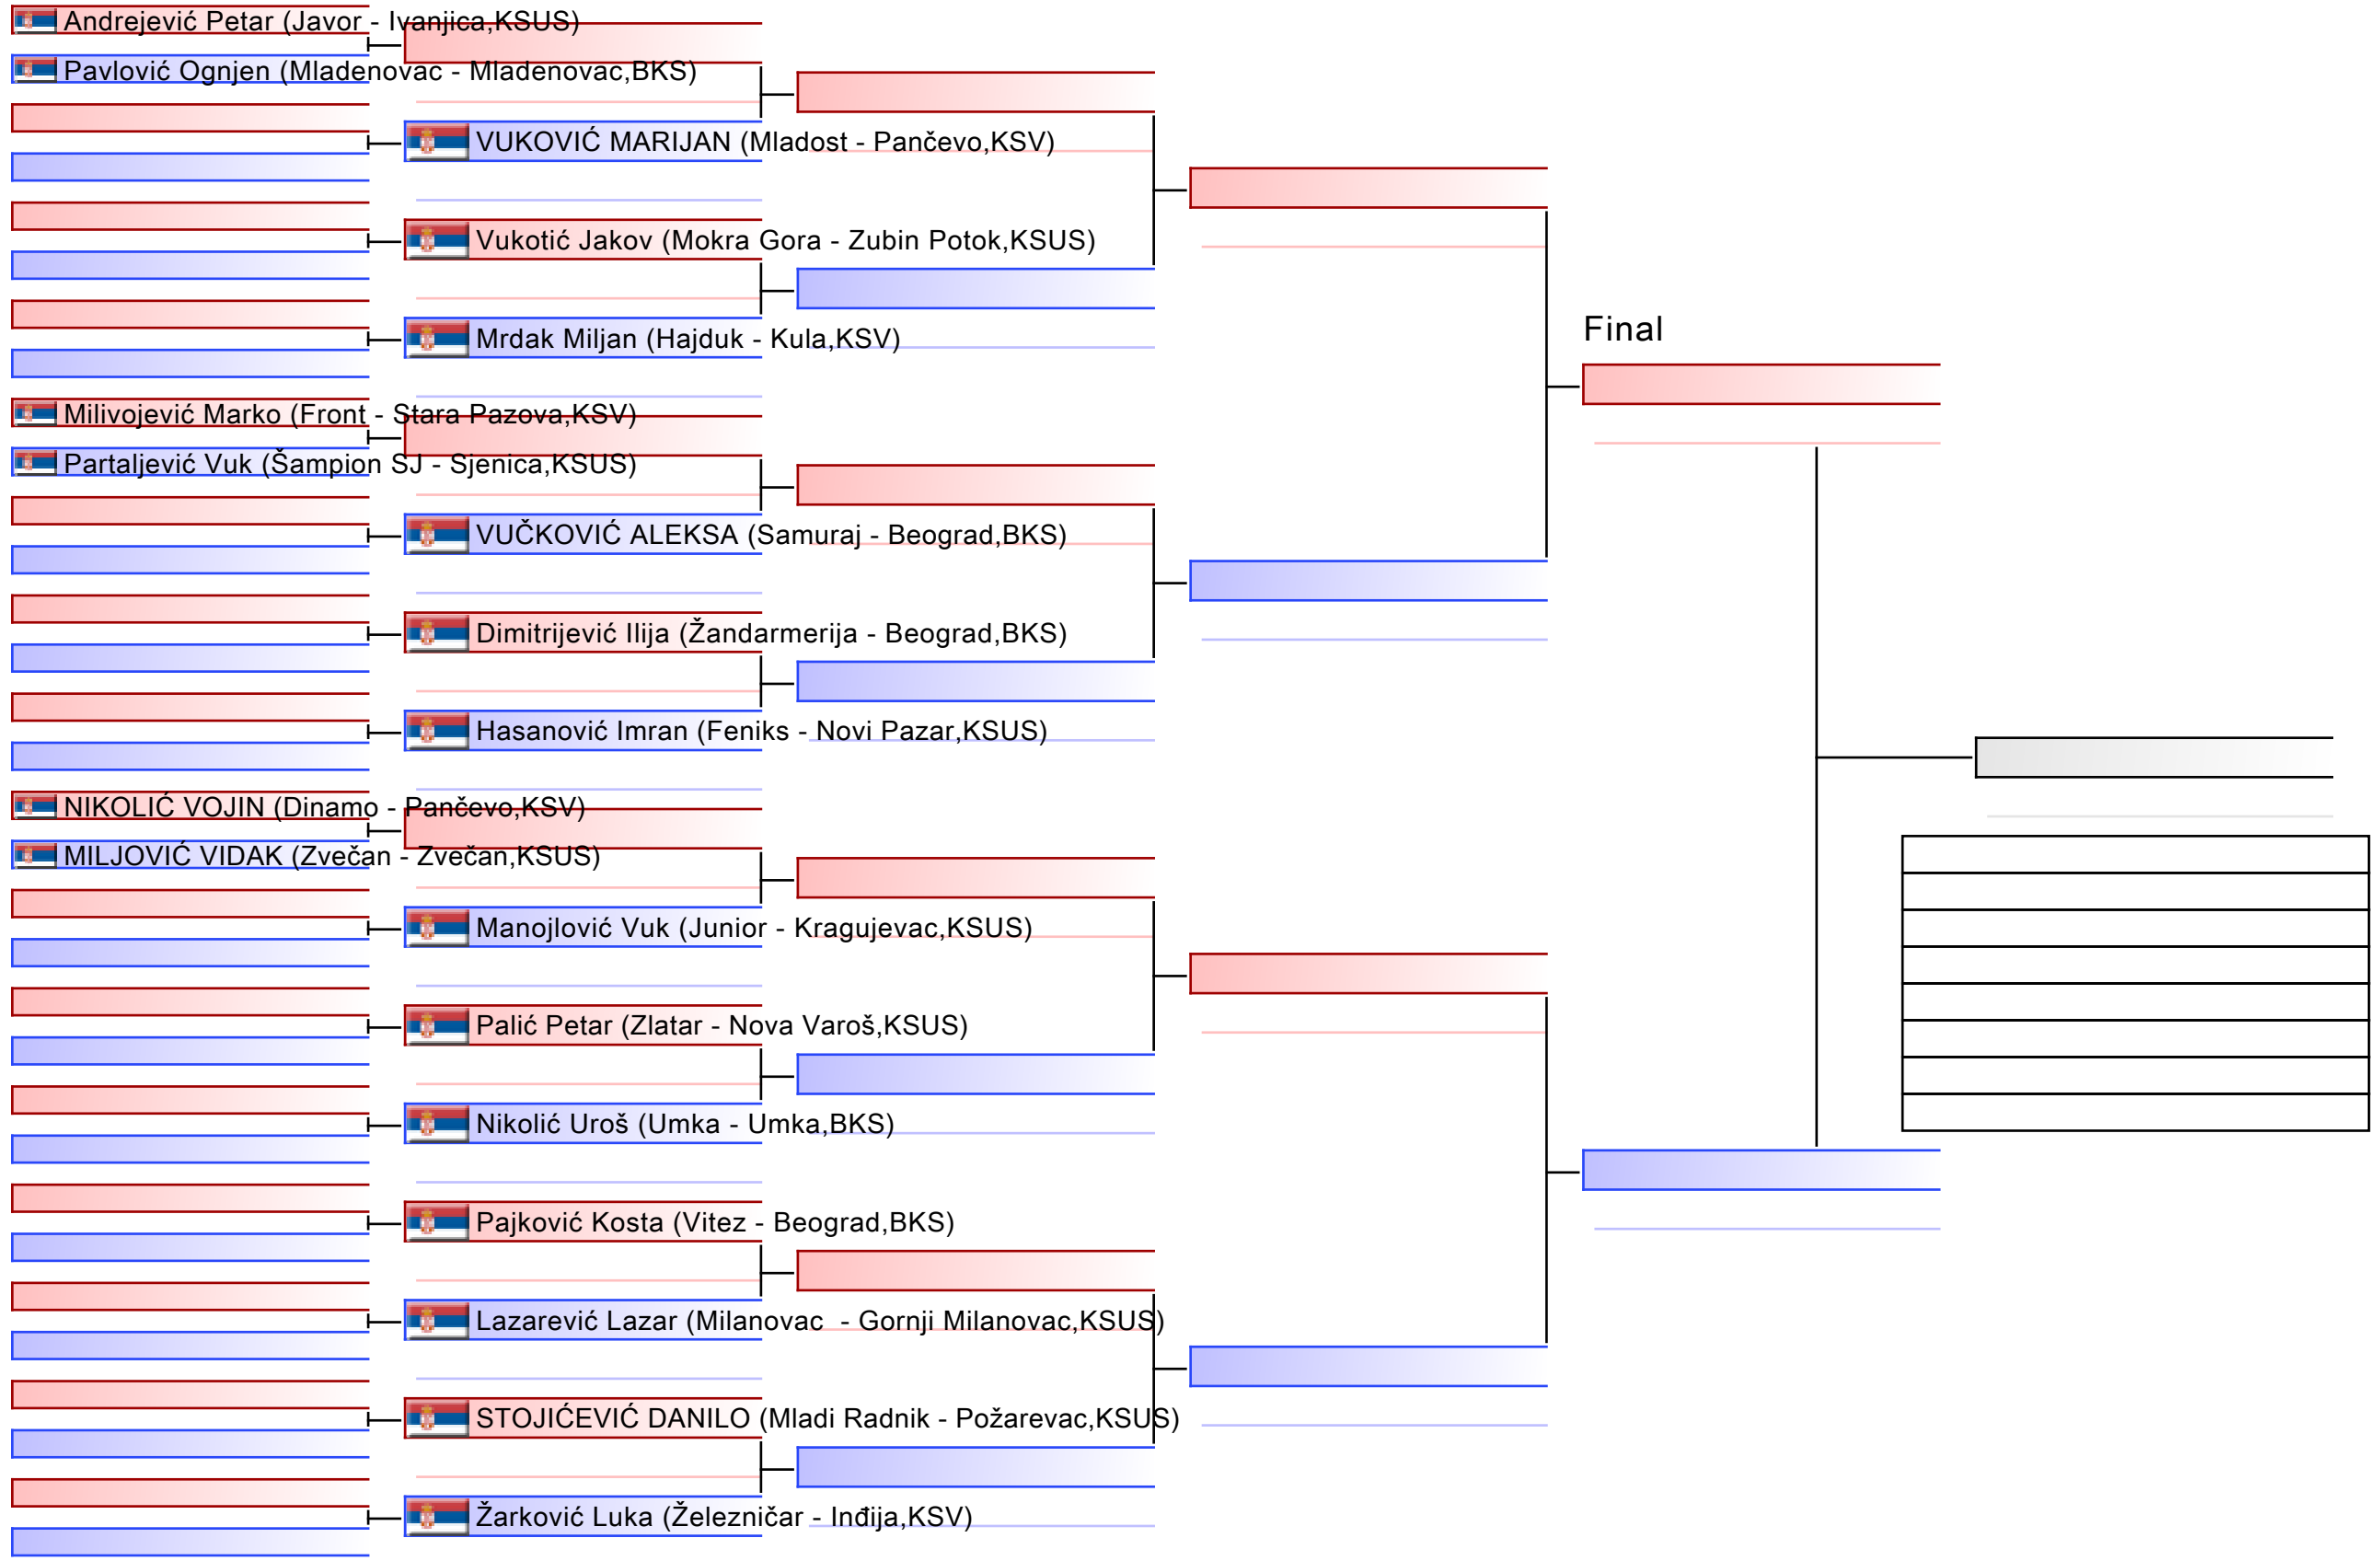 Andrejević Petar (Javor - Ivanjica,KSUS)
Pavlović Ognjen (Mladenovac - Mladenovac,BKS)
VUKOVIĆ MARIJAN (Mladost - Pančevo,KSV)
Vukotić Jakov (Mokra Gora - Zubin Potok,KSUS)
Mrdak Miljan (Hajduk - Kula,KSV)
Milivojević Marko (Front - Stara Pazova,KSV)
Partaljević Vuk (Šampion SJ - Sjenica,KSUS)
VUČKOVIĆ ALEKSA (Samuraj - Beograd,BKS)
Dimitrijević Ilija (Žandarmerija - Beograd,BKS)
Hasanović Imran (Feniks - Novi Pazar,KSUS)
NIKOLIĆ VOJIN (Dinamo - Pančevo,KSV)
MILJOVIĆ VIDAK (Zvečan - Zvečan,KSUS)
Manojlović Vuk (Junior - Kragujevac,KSUS)
Palić Petar (Zlatar - Nova Varoš,KSUS)
Nikolić Uroš (Umka - Umka,BKS)
Pajković Kosta (Vitez - Beograd,BKS)
Lazarević Lazar (Milanovac  - Gornji Milanovac,KSUS)
STOJIĆEVIĆ DANILO (Mladi Radnik - Požarevac,KSUS)
Žarković Luka (Železničar - Inđija,KSV)
Final